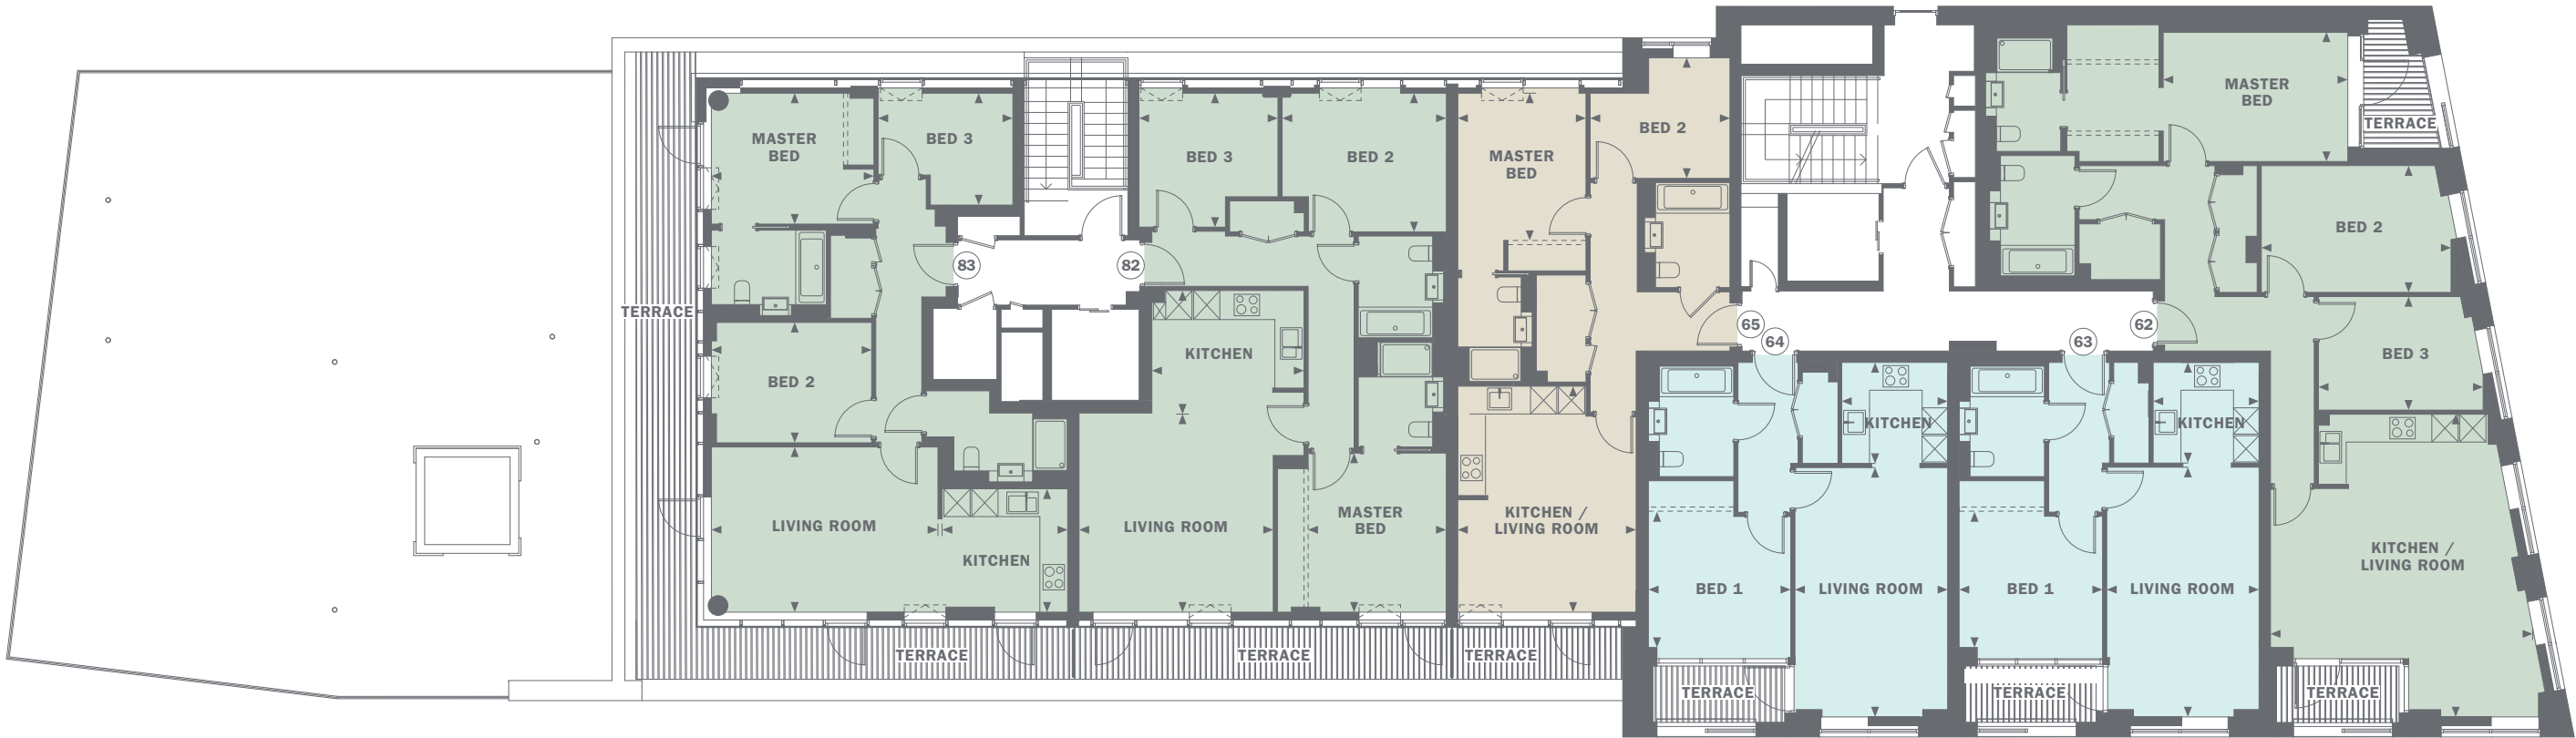 MASTER
BED
BED 3
BED 3
BED 2
MASTER
BED
BED 2
MASTER
BED
TERRACE
BED 2
83
82
TERRACE
BED 2
KITCHEN
65
64
63
62
BED 3
KITCHEN
KITCHEN
LIVING ROOM
KITCHEN
LIVING ROOM
MASTER
BED
KITCHEN /
LIVING ROOM
BED 1
LIVING ROOM
BED 1
LIVING ROOM
KITCHEN /
LIVING ROOM
TERRACE
TERRACE
TERRACE
TERRACE
TERRACE
TERRACE